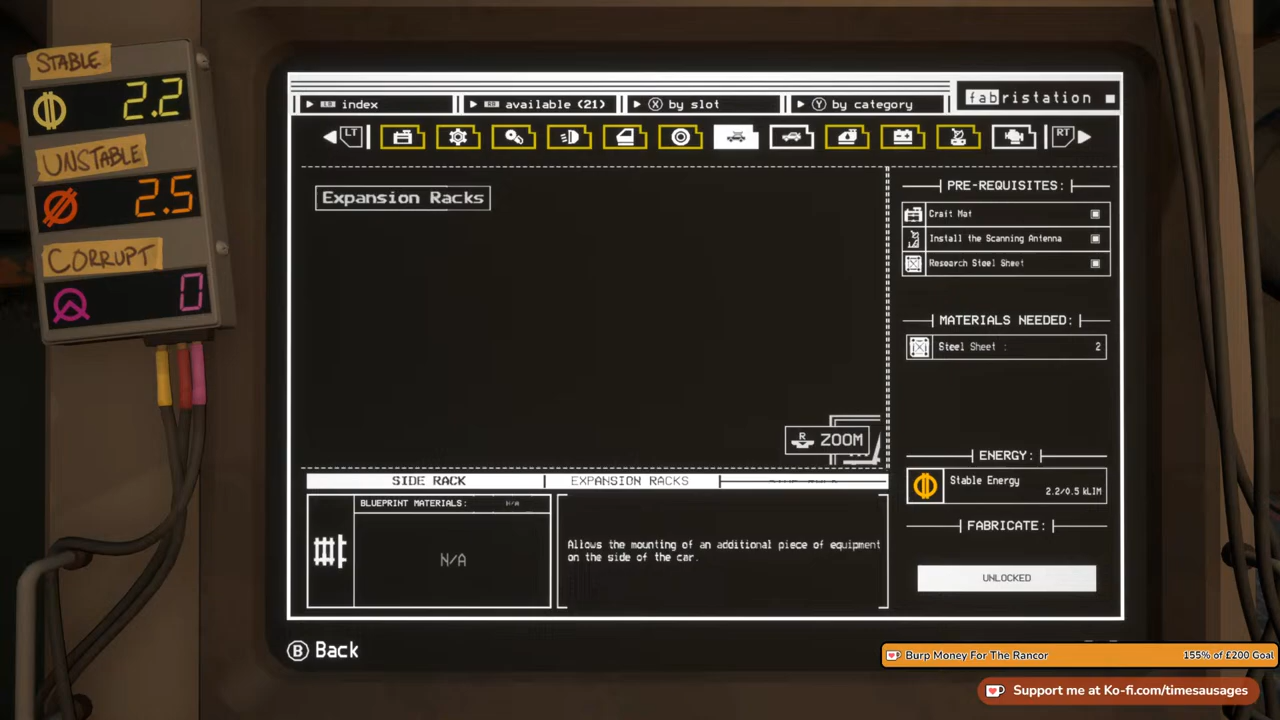 STABLE
2.2
UNSTABLE
2.5
CORRUPT
0
fabristation
index
available (21)
X by slot
Y by category
LT
RT
Expansion Racks
R ZOOM
PRE-REQUISITES:
Crait Mat
Install the Scanning Antenna
Research Steel Sheet
MATERIALS NEEDED:
Steel Sheet : 2
ENERGY:
Stable Energy
2.2/0.5 kLIM
FABRICATE:
UNLOCKED
SIDE RACK
EXPANSION RACKS
BLUEPRINT MATERIALS: N/A
N/A
Allows the mounting of an additional piece of equipment
on the side of the car.
B Back
Burp Money For The Rancor 155% of £200 Goal
Support me at Ko-fi.com/timesausages